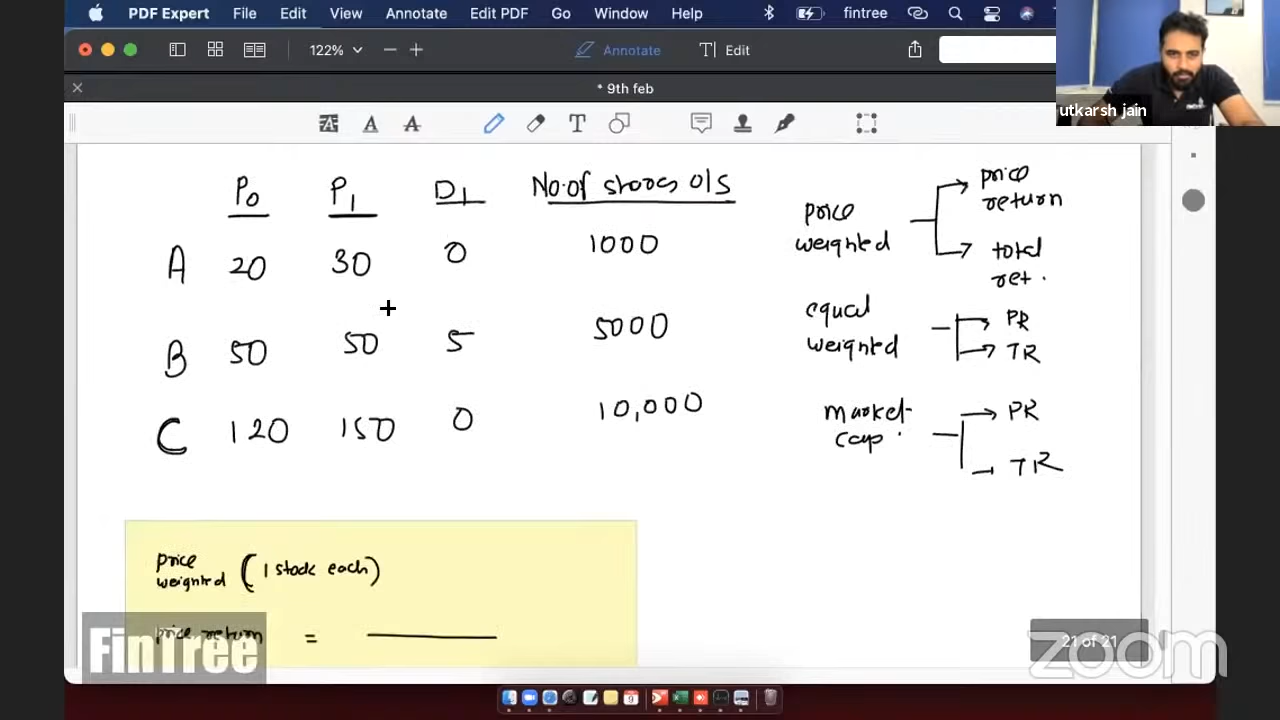 PDF Expert File Edit View Annotate Edit PDF Go Window Help fintree
122% Annotate T| Edit
utkarsh jain
* 9th feb
P0 P1 D1 No. of shares o/s
A 20 30 0 1000
B 50 50 5 5000
C 120 150 0 10,000
price weighted
price return
total ret.
equal weighted
PR
TR
market cap.
PR
TR
price weighted (1 stock each)
price return =
FinTree
21 of 21
zoom